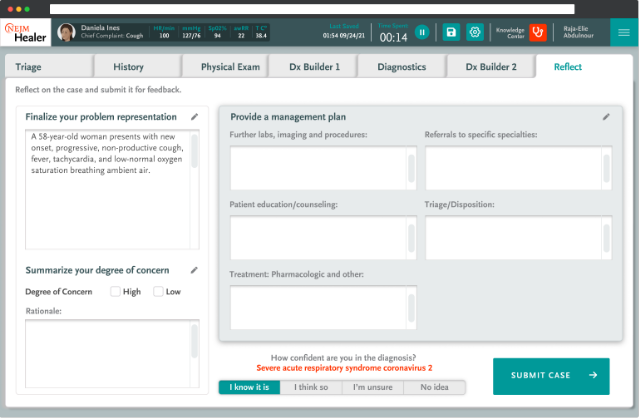 NEJM
Healer
Daniela Ines
Chief Complaint: Cough
HR/min
100
mmHg
127/76
SpO2%
94
awRR
22
T C°
38.4
Last Saved
01:54 09/24/21
Time Spent
00:14
Knowledge
Center
Raja-Elie
Abdulnour
Triage
History
Physical Exam
Dx Builder 1
Diagnostics
Dx Builder 2
Reflect
Reflect on the case and submit it for feedback.
Finalize your problem representation
A 58-year-old woman presents with new
onset, progressive, non-productive cough,
fever, tachycardia, and low-normal oxygen
saturation breathing ambient air.
Summarize your degree of concern
Degree of Concern
High
Low
Rationale:
Provide a management plan
Further labs, imaging and procedures:
Referrals to specific specialties:
Patient education/counseling:
Triage/Disposition:
Treatment: Pharmacologic and other:
How confident are you in the diagnosis?
Severe acute respiratory syndrome coronavirus 2
I know it is
I think so
I'm unsure
No idea
SUBMIT CASE